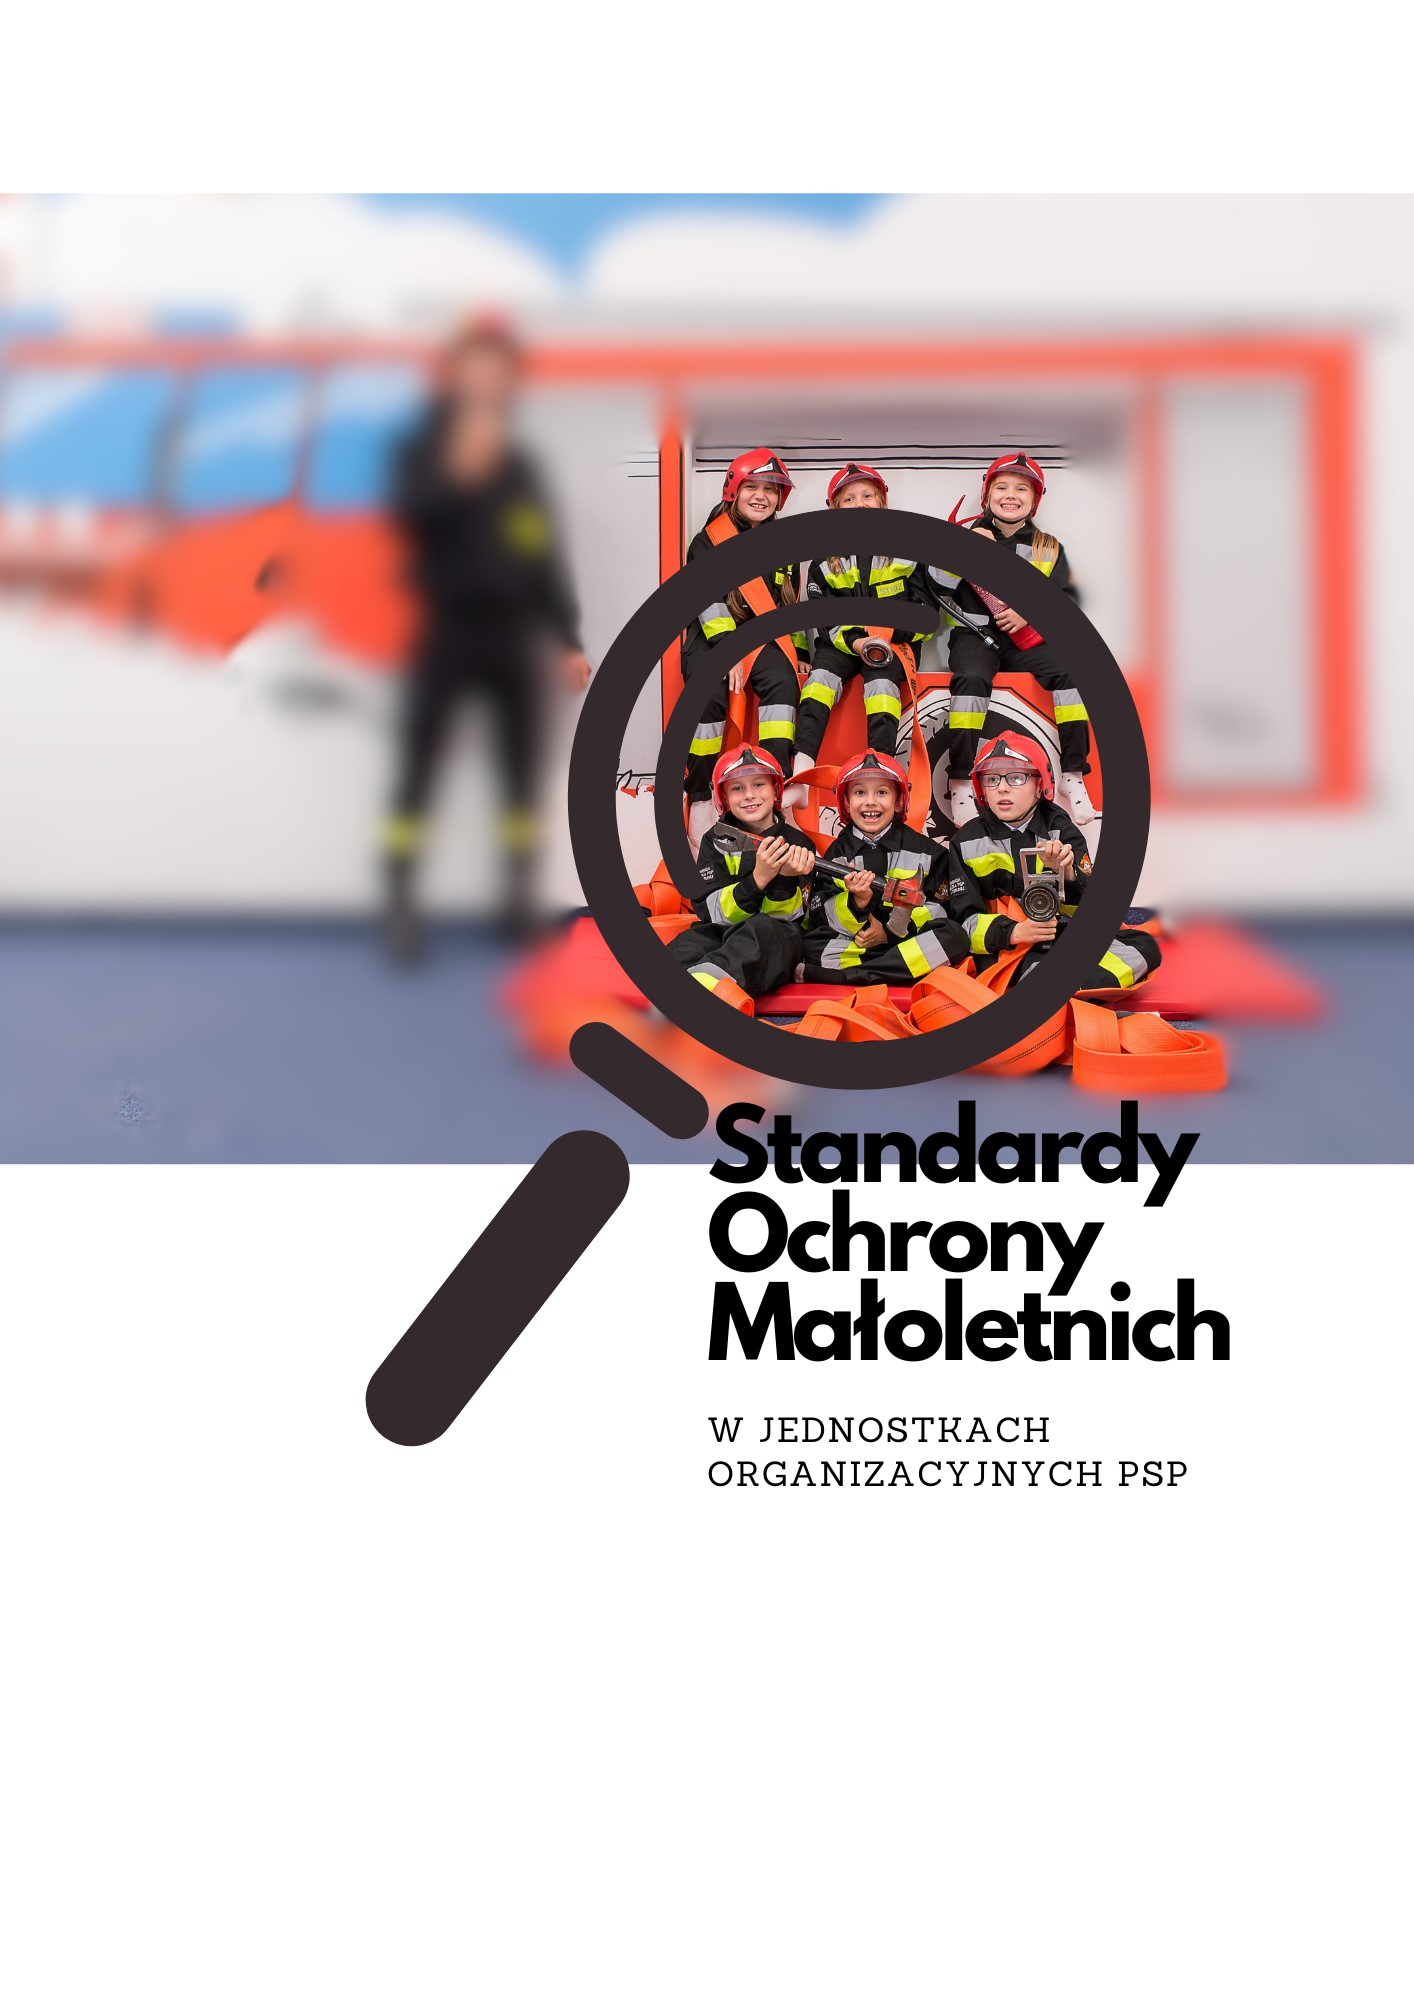 Standardy
Ochrony
Małoletnich
W JEDNOSTKACH
ORGANIZACYJNYCH PSP